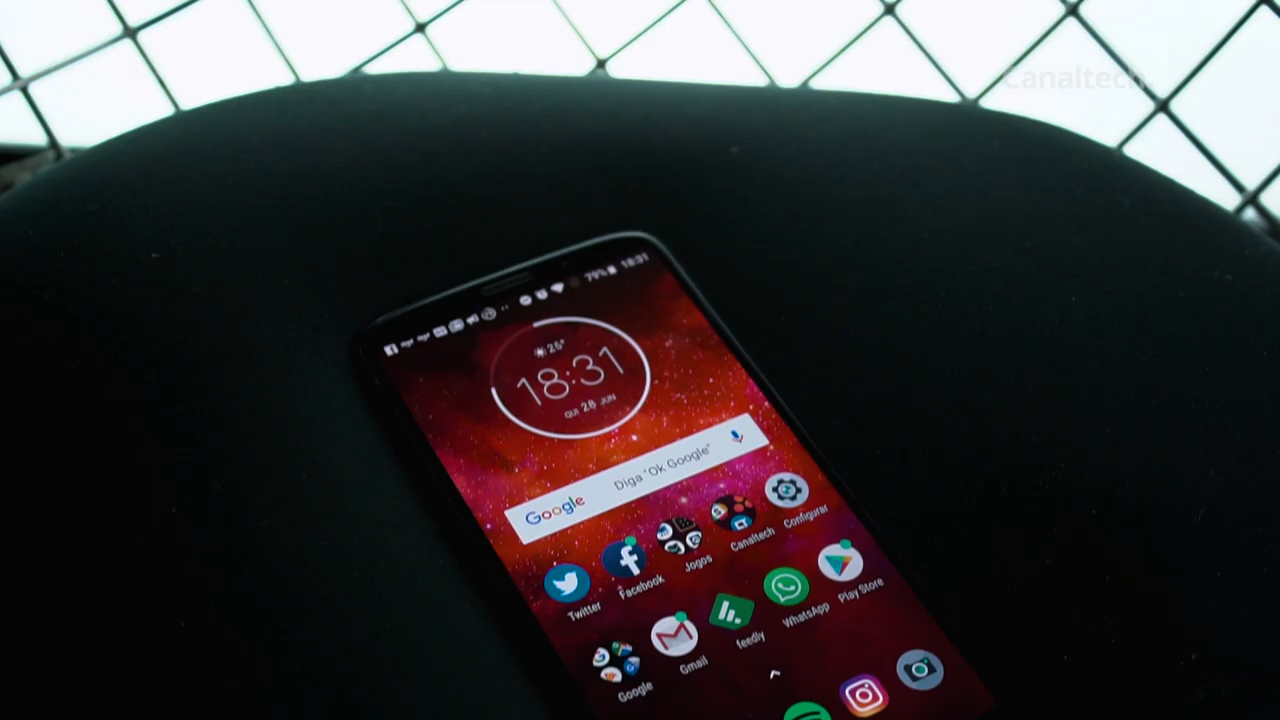 Canaltech
79% 18:31
25°
18:31
QUI 28 JUN
Google Diga "Ok Google"
Twitter Facebook Jogos Canaltech Configurar
Google Gmail feedly WhatsApp Play Store